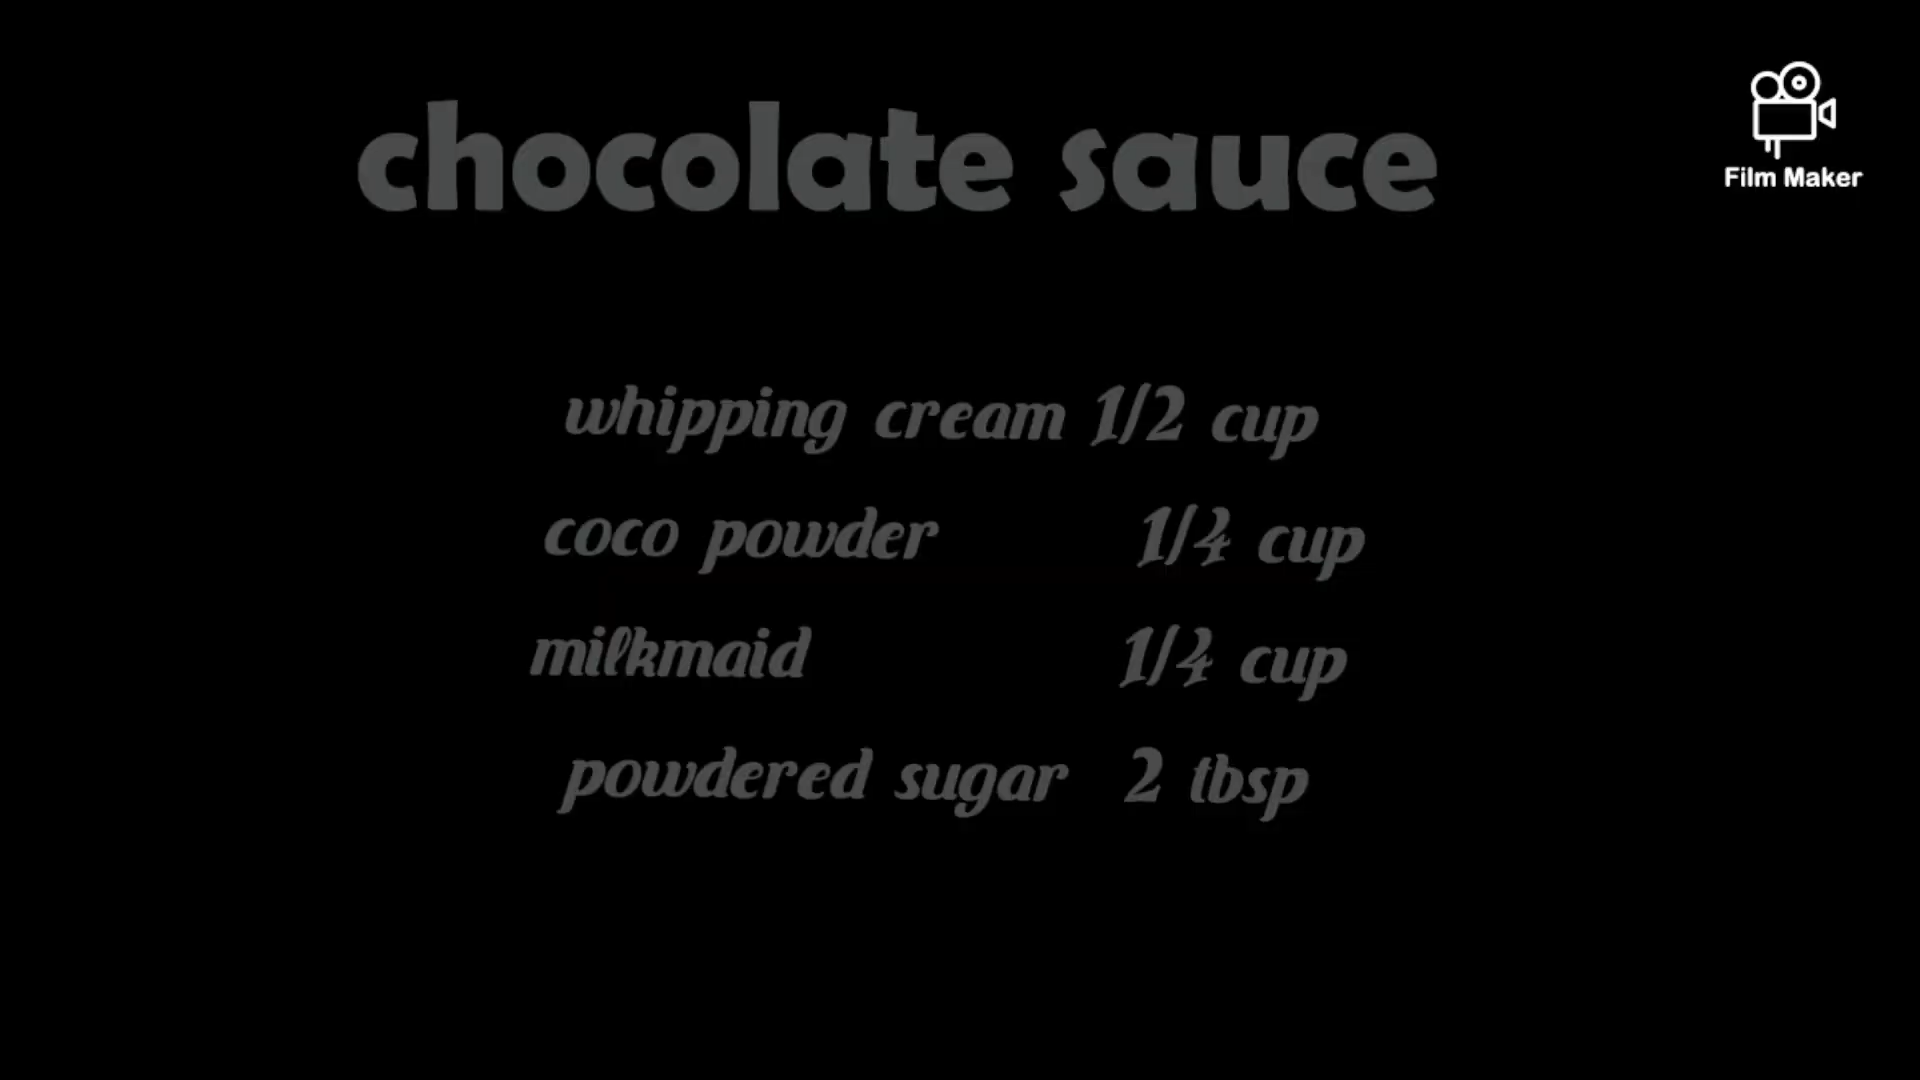 chocolate sauce
Film Maker
whipping cream 1/2 cup
coco powder 1/4 cup
milkmaid 1/4 cup
powdered sugar 2 tbsp